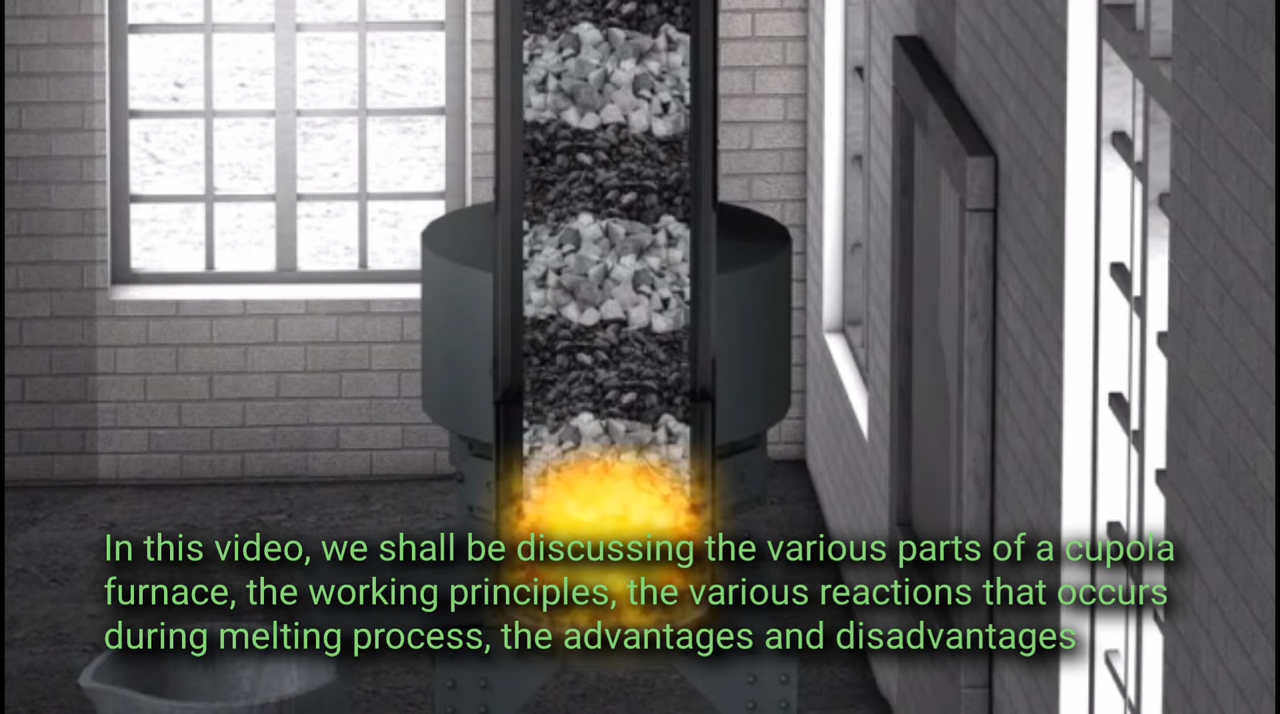 In this video, we shall be discussing the various parts of a cupola
furnace, the working principles, the various reactions that occurs
during melting process, the advantages and disadvantages